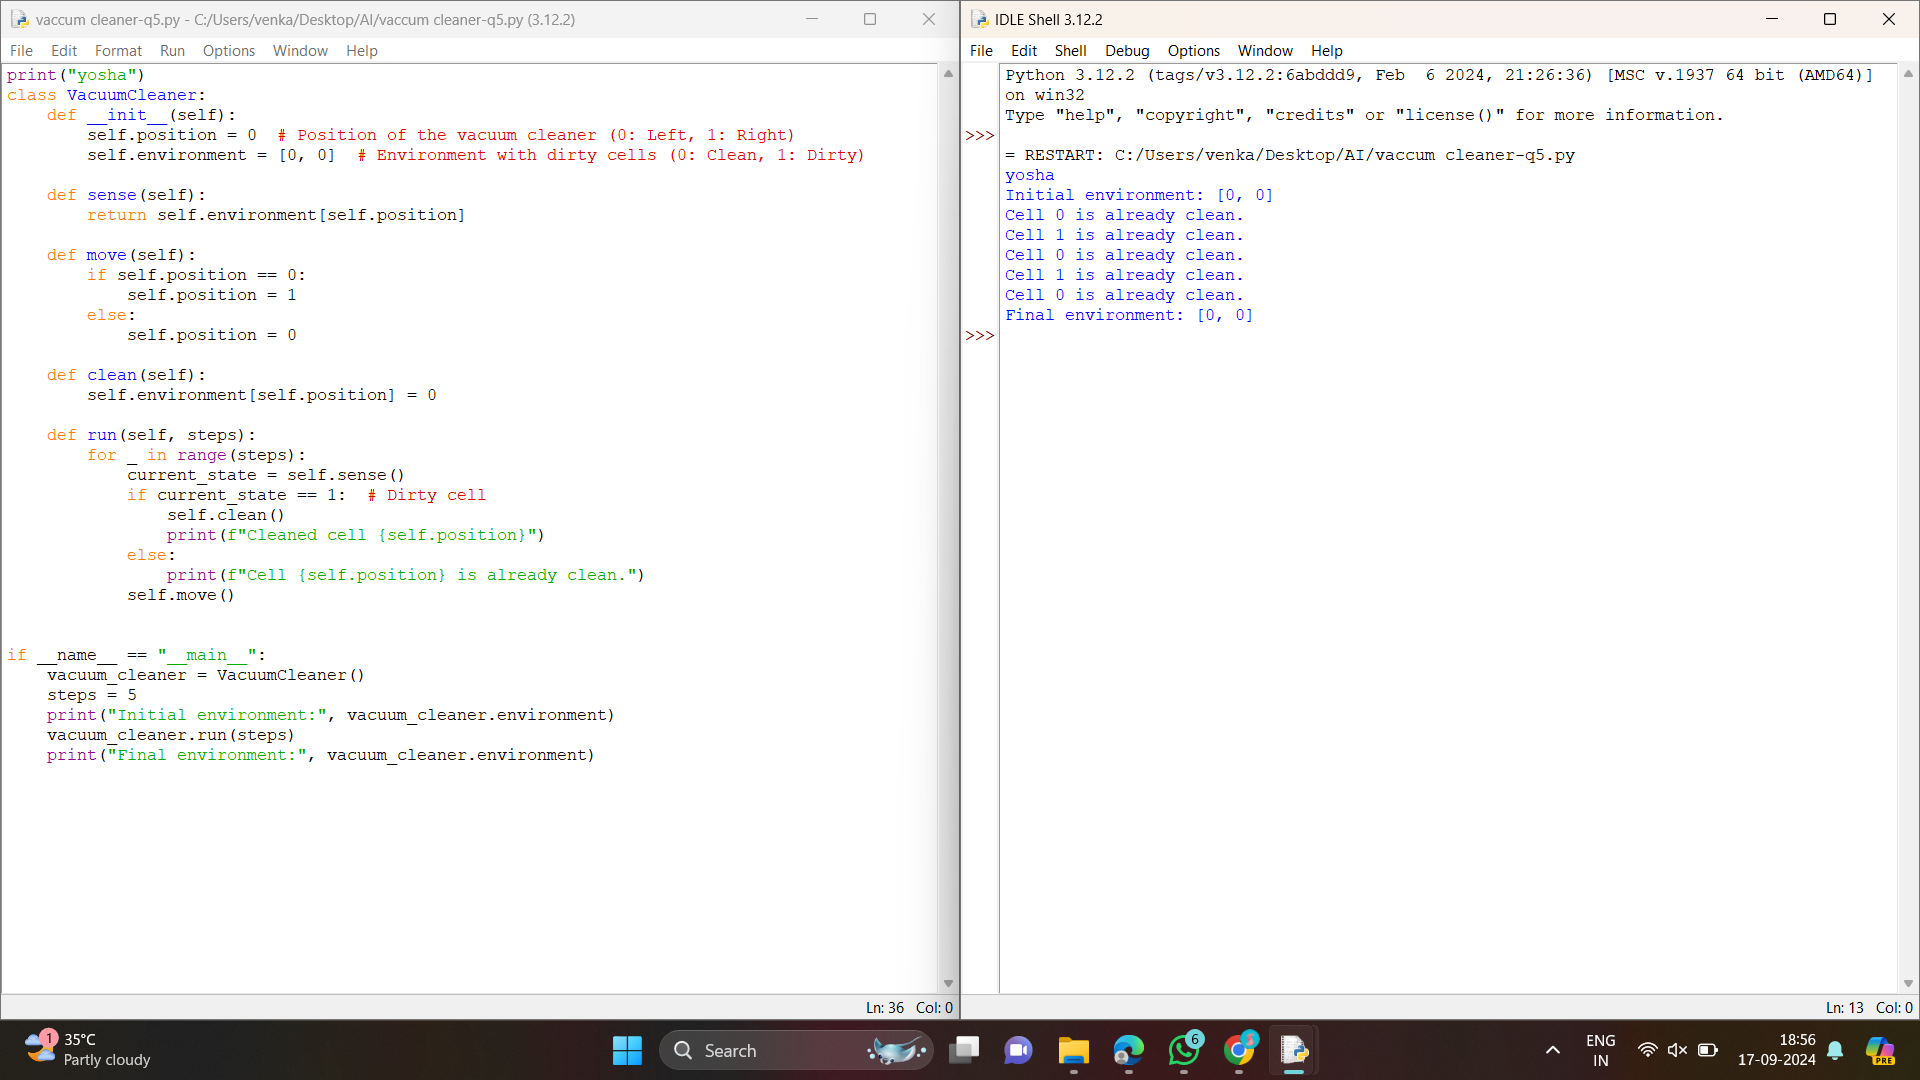 vaccum cleaner-q5.py - C:/Users/venka/Desktop/AI/vaccum cleaner-q5.py (3.12.2)
File Edit Format Run Options Window Help
print("yosha")
class VacuumCleaner:
    def __init__(self):
        self.position = 0  # Position of the vacuum cleaner (0: Left, 1: Right)
        self.environment = [0, 0]  # Environment with dirty cells (0: Clean, 1: Dirty)
    def sense(self):
        return self.environment[self.position]
    def move(self):
        if self.position == 0:
            self.position = 1
        else:
            self.position = 0
    def clean(self):
        self.environment[self.position] = 0
    def run(self, steps):
        for _ in range(steps):
            current_state = self.sense()
            if current_state == 1:  # Dirty cell
                self.clean()
                print(f"Cleaned cell {self.position}")
            else:
                print(f"Cell {self.position} is already clean.")
            self.move()
if __name__ == "__main__":
    vacuum_cleaner = VacuumCleaner()
    steps = 5
    print("Initial environment:", vacuum_cleaner.environment)
    vacuum_cleaner.run(steps)
    print("Final environment:", vacuum_cleaner.environment)
Ln: 36 Col: 0
IDLE Shell 3.12.2
File Edit Shell Debug Options Window Help
Python 3.12.2 (tags/v3.12.2:6abddd9, Feb  6 2024, 21:26:36) [MSC v.1937 64 bit (AMD64)]
on win32
Type "help", "copyright", "credits" or "license()" for more information.
>>>
= RESTART: C:/Users/venka/Desktop/AI/vaccum cleaner-q5.py
yosha
Initial environment: [0, 0]
Cell 0 is already clean.
Cell 1 is already clean.
Cell 0 is already clean.
Cell 1 is already clean.
Cell 0 is already clean.
Final environment: [0, 0]
>>>
Ln: 13 Col: 0
1 35°C
Partly cloudy
Search
6
3
ENG
IN
18:56
17-09-2024
PRE